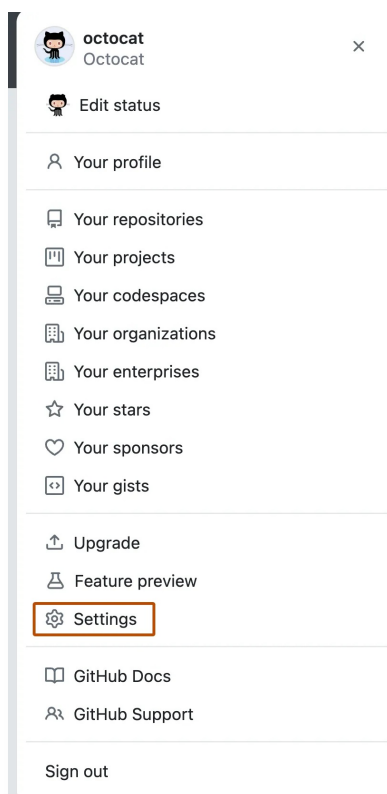 octocat
Octocat
Edit status
Your profile
Your repositories
Your projects
Your codespaces
Your organizations
Your enterprises
Your stars
Your sponsors
Your gists
Upgrade
Feature preview
Settings
GitHub Docs
GitHub Support
Sign out